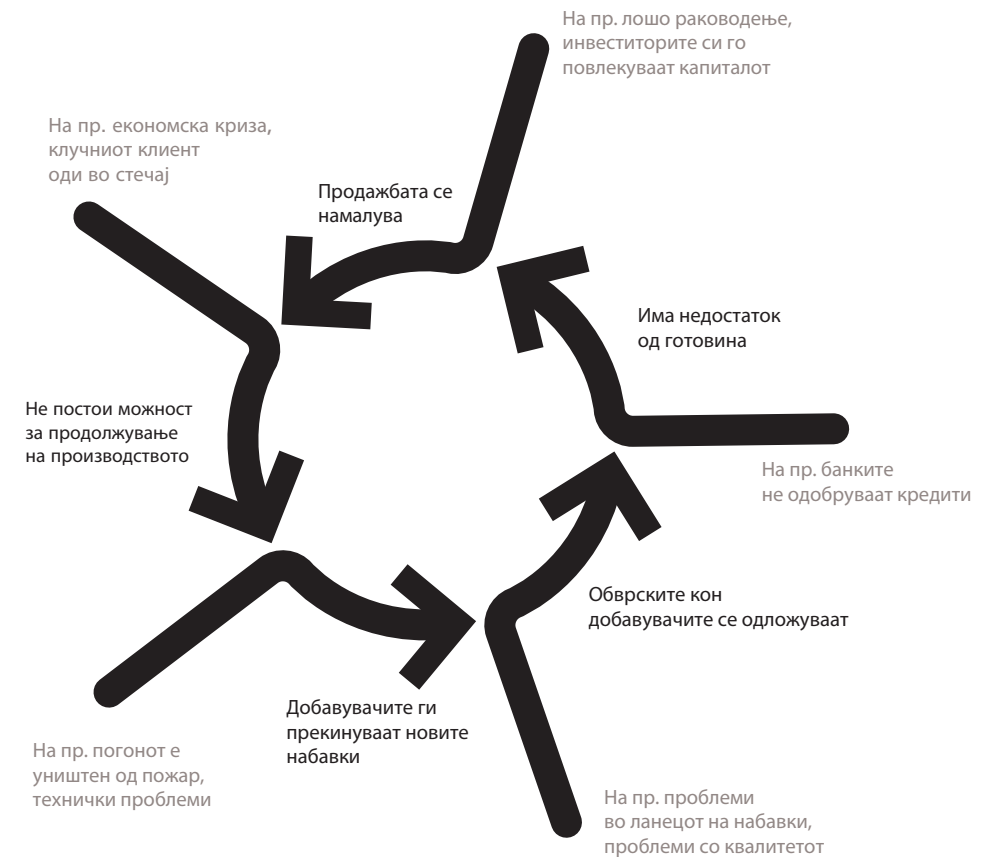 На пр. лошо раководење,
инвеститорите си го
повлекуваат капиталот
На пр. економска криза,
клучниот клиент
оди во стечај
Продажбата се
намалува
Има недостаток
од готовина
Не постои можност
за продолжување
на производството
На пр. банките
не одобруваат кредити
Обврските кон
добавувачите се одложуваат
Добавувачите ги
прекинуваат новите
набавки
На пр. погонот е
уништен од пожар,
технички проблеми
На пр. проблеми
во ланецот на набавки,
проблеми со квалитетот